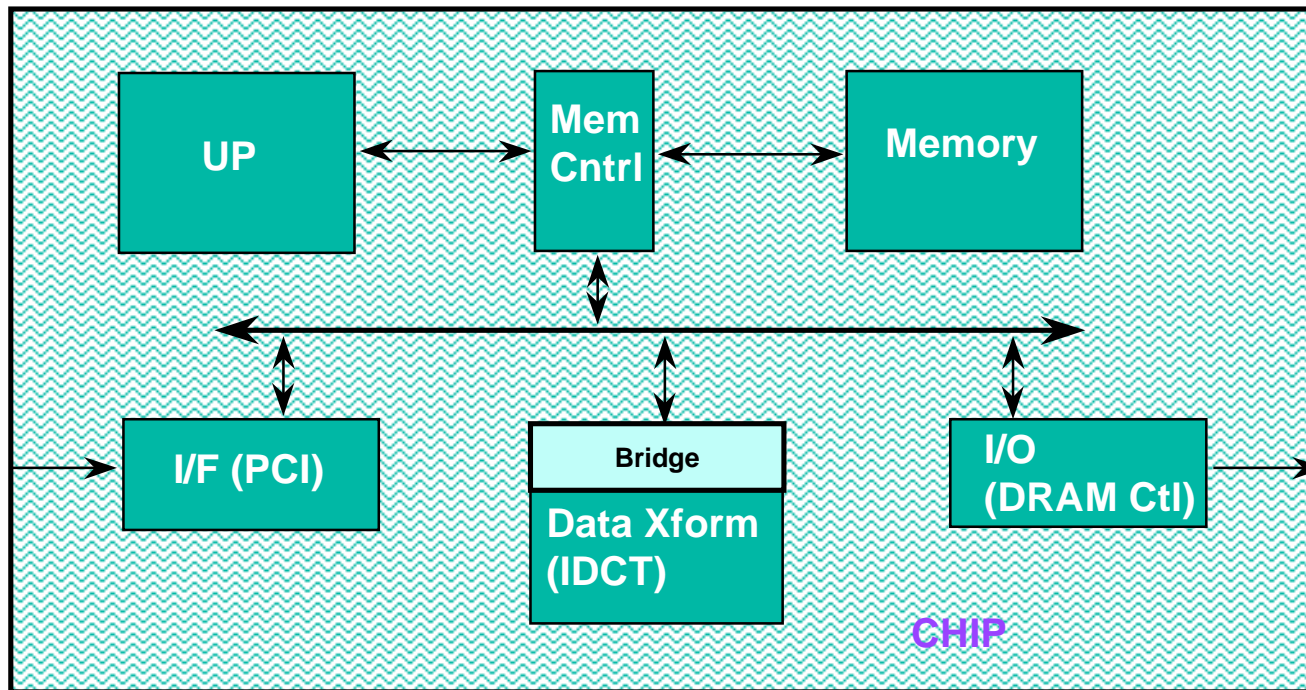 UP
Mem
Cntrl
Memory
I/F (PCI)
Bridge
Data Xform
(IDCT)
I/O
(DRAM Ctl)
CHIP